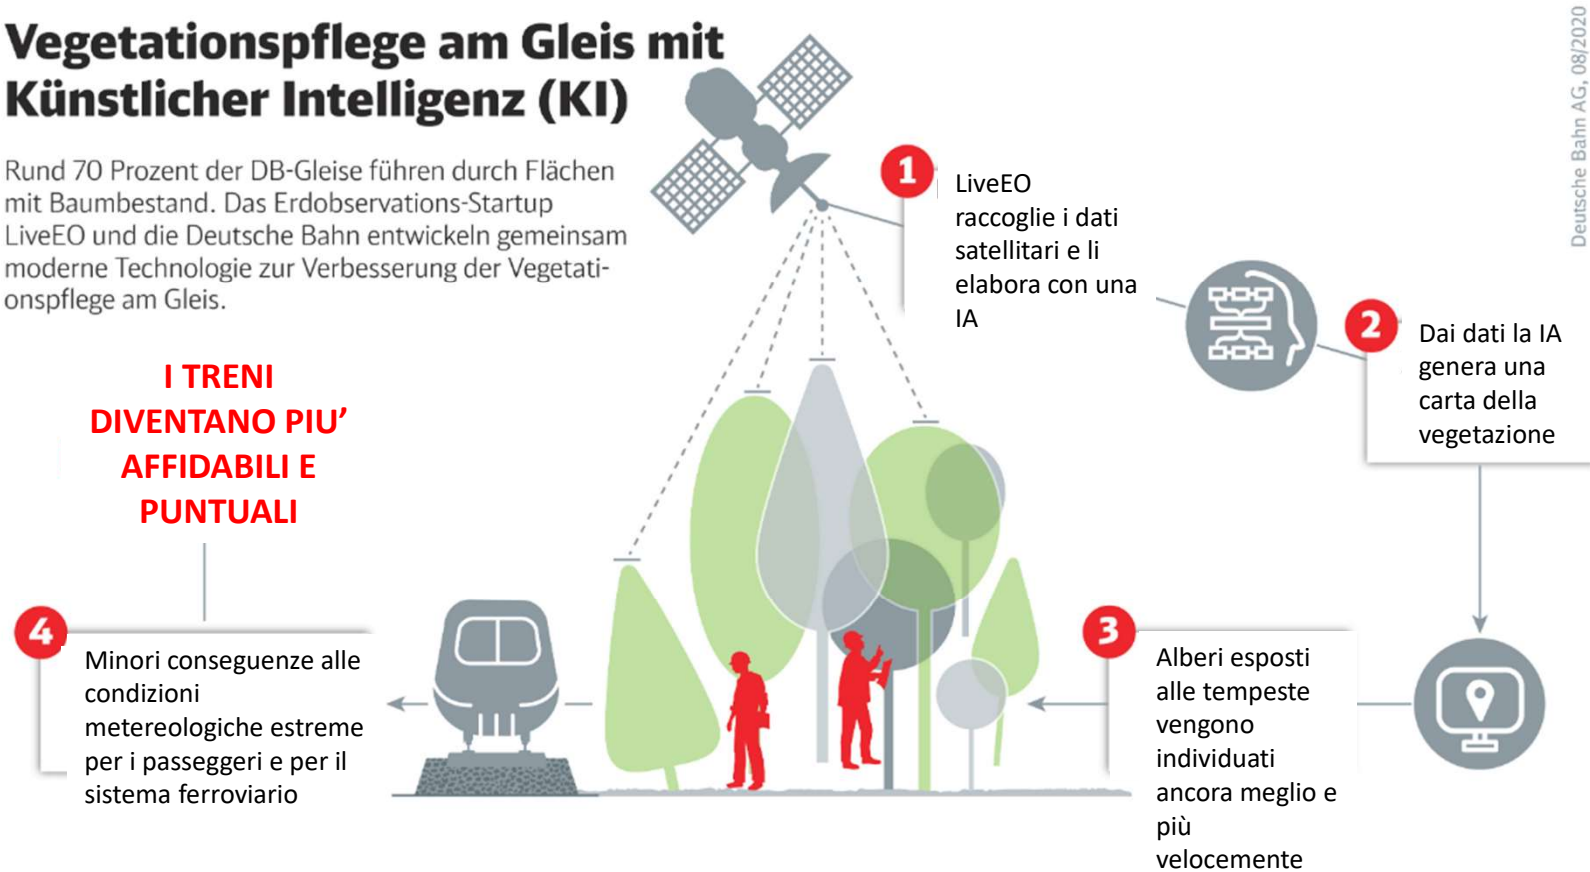 Vegetationspflege am Gleis mit
Künstlicher Intelligenz (KI)
Rund 70 Prozent der DB-Gleise führen durch Flächen
mit Baumbestand. Das Erdobservations-Startup
LiveEO und die Deutsche Bahn entwickeln gemeinsam
moderne Technologie zur Verbesserung der Vegetati-
onspflege am Gleis.
Deutsche Bahn AG, 08/2020
1
LiveEO
raccoglie i dati
satellitari e li
elabora con una
IA
2
Dai dati la IA
genera una
carta della
vegetazione
3
Alberi esposti
alle tempeste
vengono
individuati
ancora meglio e
più
velocemente
4
Minori conseguenze alle
condizioni
metereologiche estreme
per i passeggeri e per il
sistema ferroviario
I TRENI
DIVENTANO PIU’
AFFIDABILI E
PUNTUALI